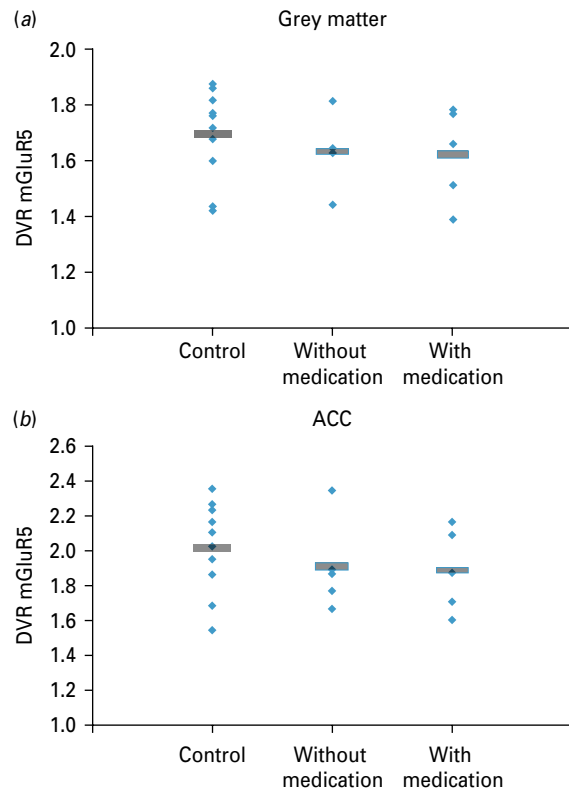 (a)
Grey matter
2.0
1.8
1.6
1.4
1.2
1.0
DVR mGluR5
Control
Without
medication
With
medication
(b)
ACC
2.6
2.4
2.2
2.0
1.8
1.6
1.4
1.2
1.0
DVR mGluR5
Control
Without
medication
With
medication